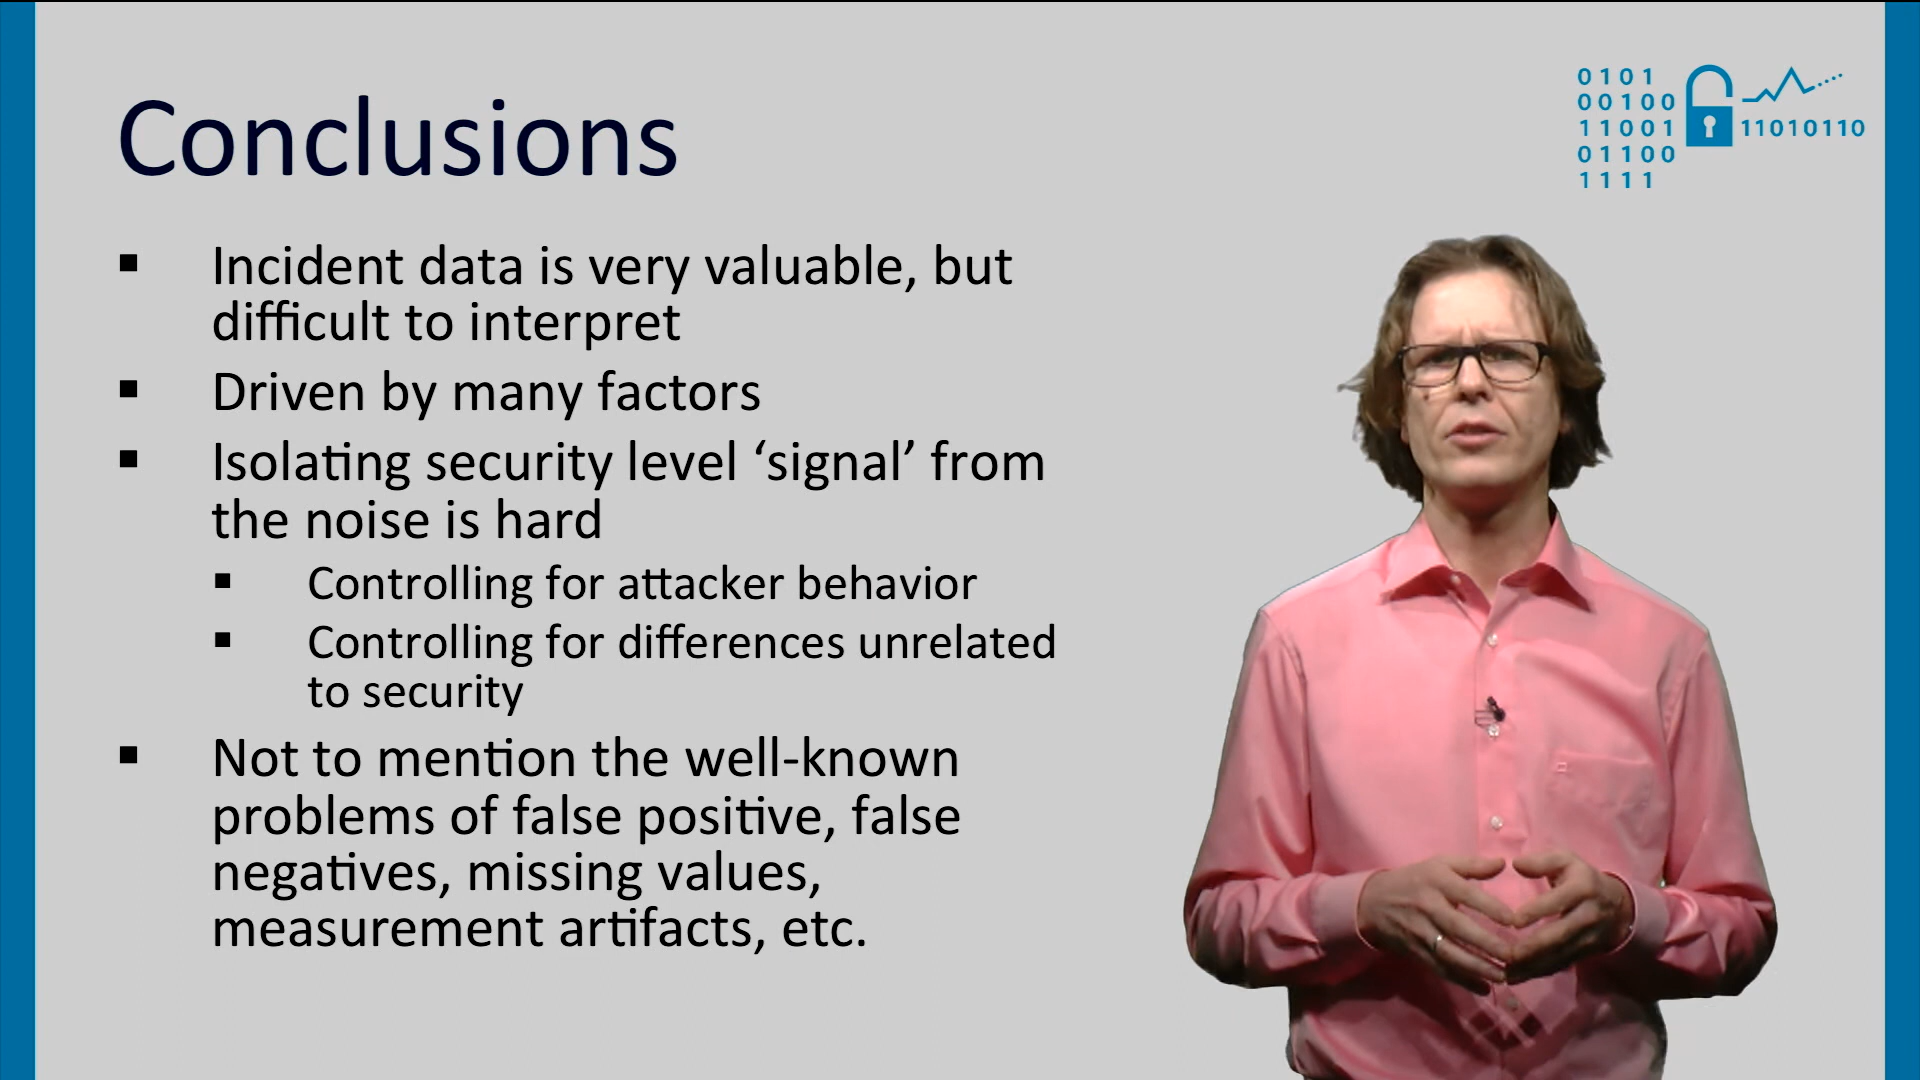 Conclusions
0101
00100
11001
11010110
01100
1111
▪ Incident data is very valuable, but
difficult to interpret
▪ Driven by many factors
▪ Isolating security level ‘signal’ from
the noise is hard
▪ Controlling for attacker behavior
▪ Controlling for differences unrelated
to security
▪ Not to mention the well-known
problems of false positive, false
negatives, missing values,
measurement artifacts, etc.